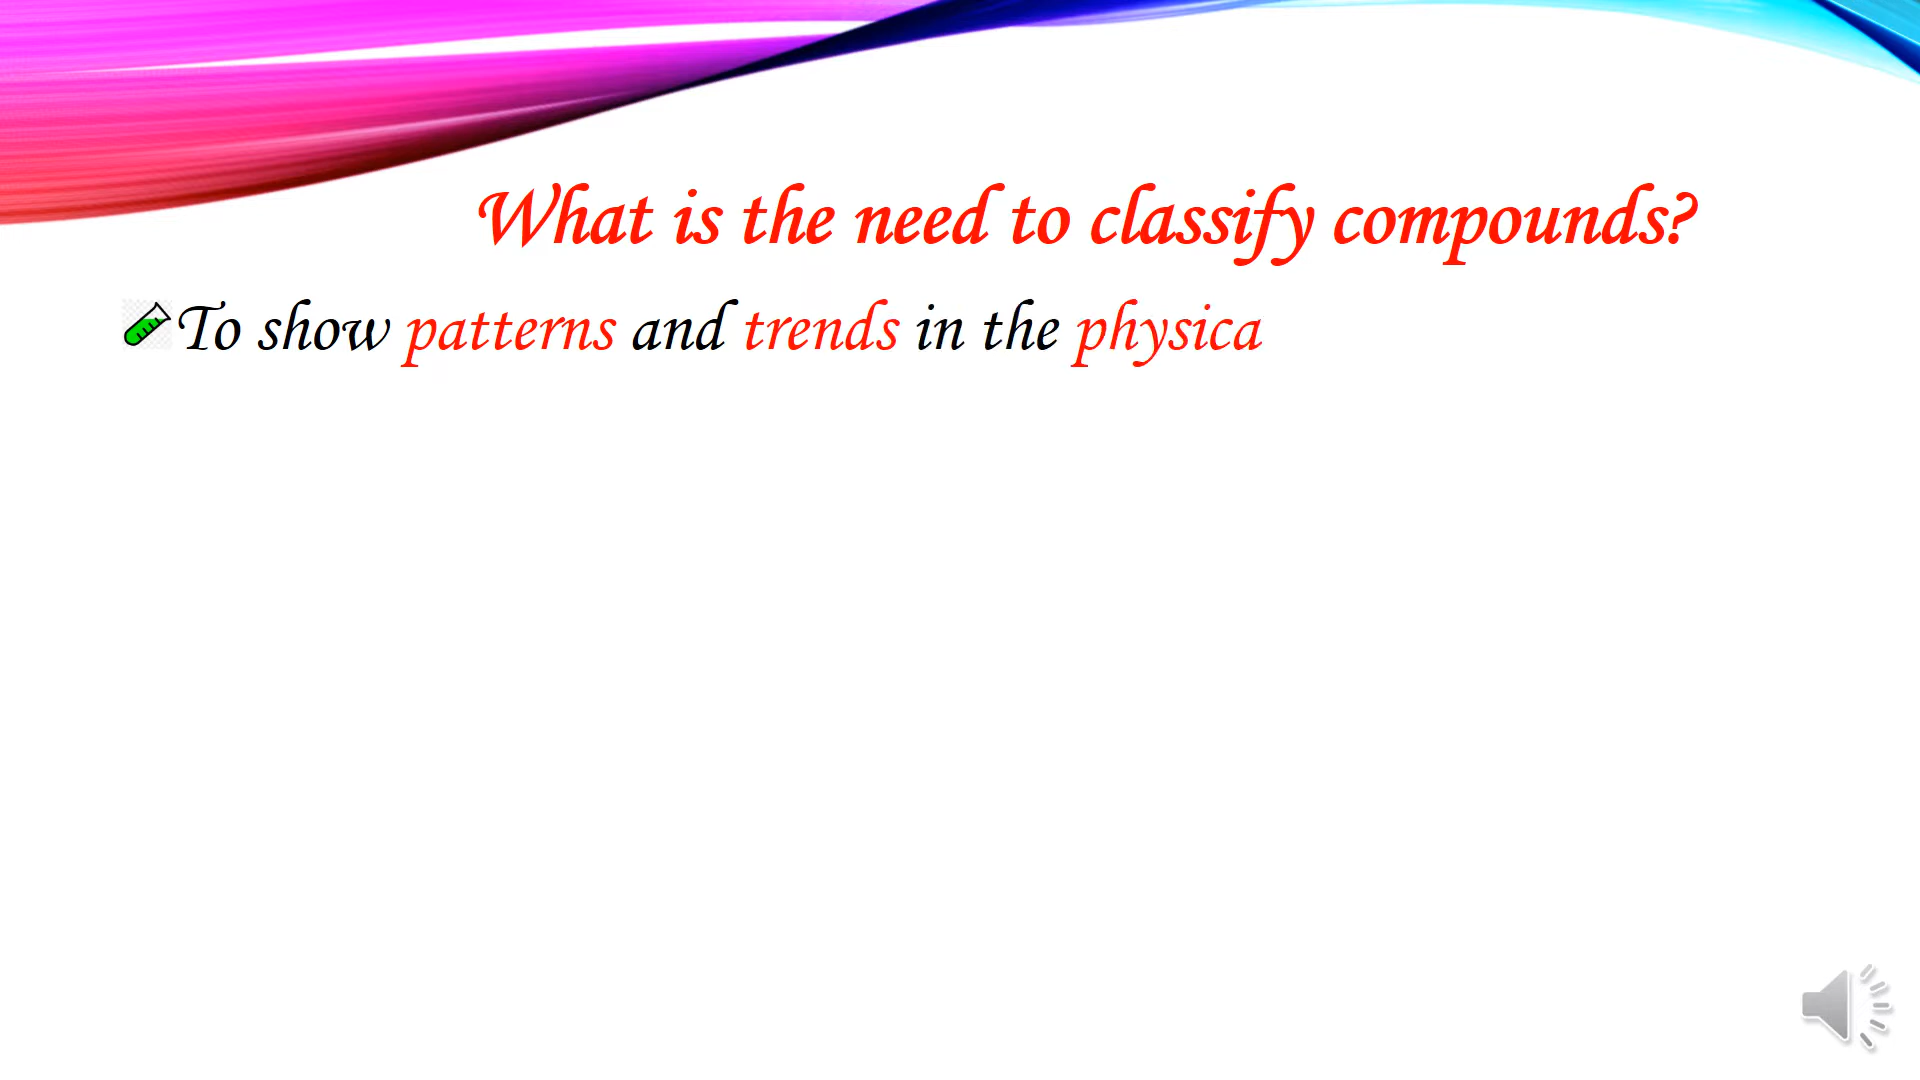 What is the need to classify compounds?
To show patterns and trends in the physica